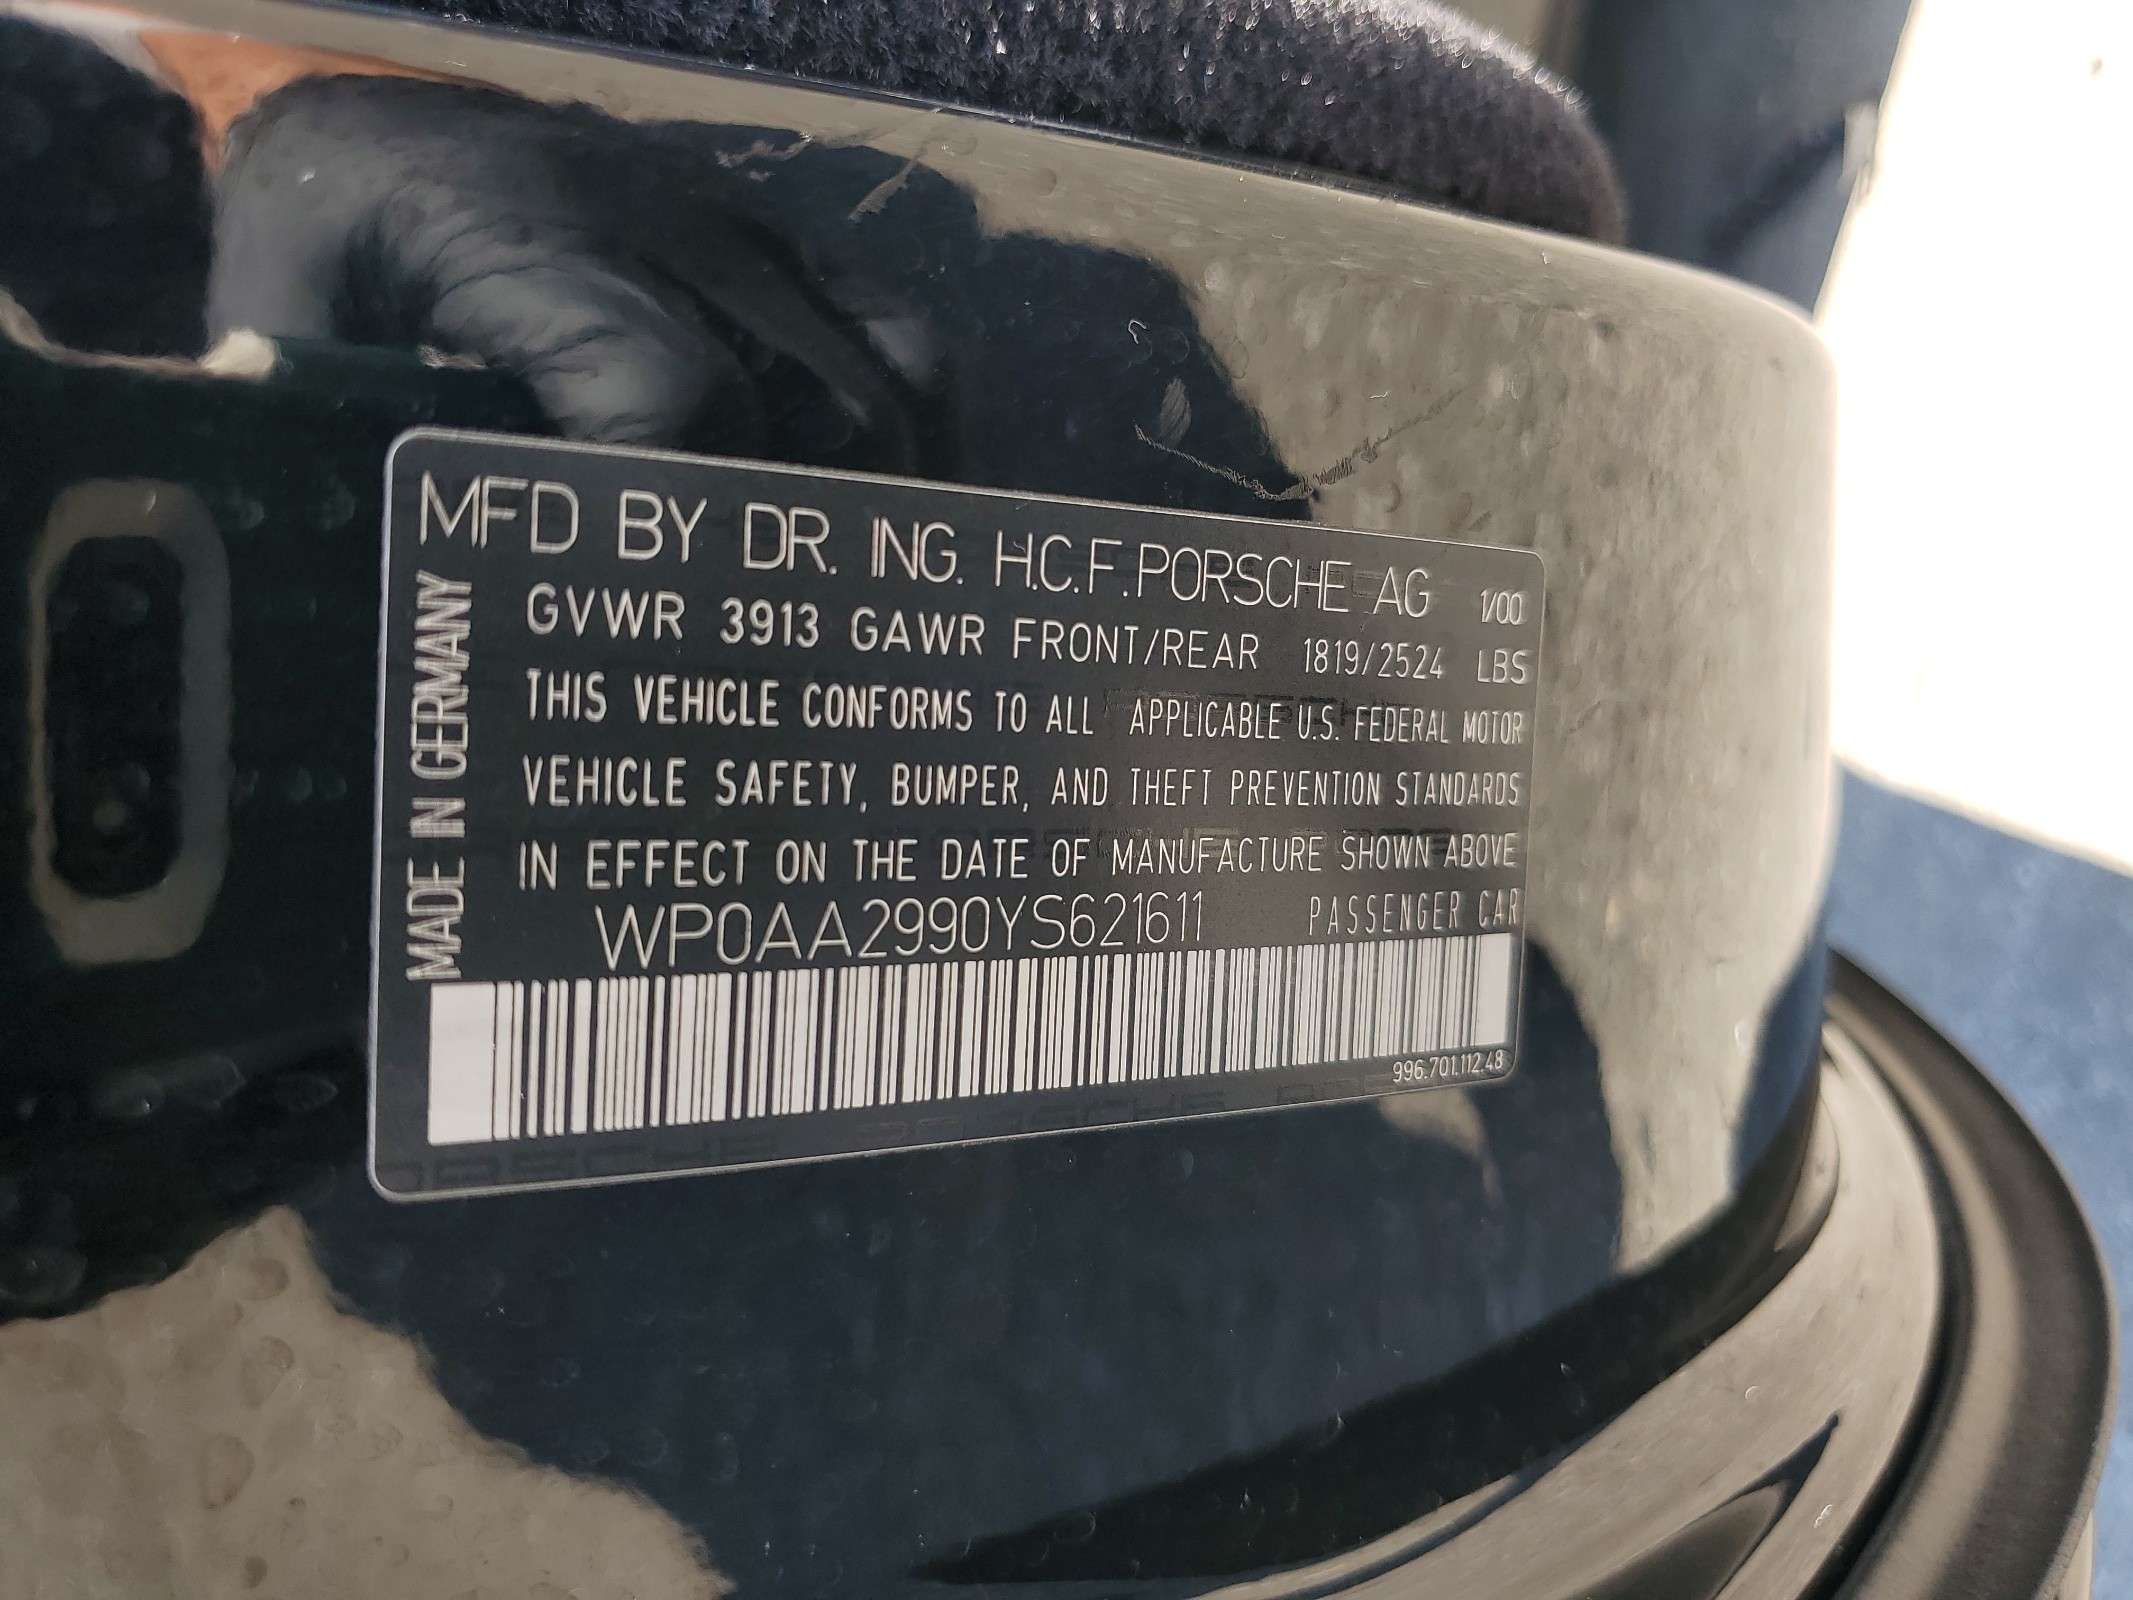 MFD BY DR. ING. H.C.F. PORSCHE AG 1/00
GVWR 3913 GAWR FRONT/REAR 1819/2524 LBS
THIS VEHICLE CONFORMS TO ALL APPLICABLE U.S. FEDERAL MOTOR
VEHICLE SAFETY, BUMPER, AND THEFT PREVENTION STANDARDS
IN EFFECT ON THE DATE OF MANUFACTURE SHOWN ABOVE
WP0AA2990YS621611 PASSENGER CAR
996.701.112.48
MADE IN GERMANY